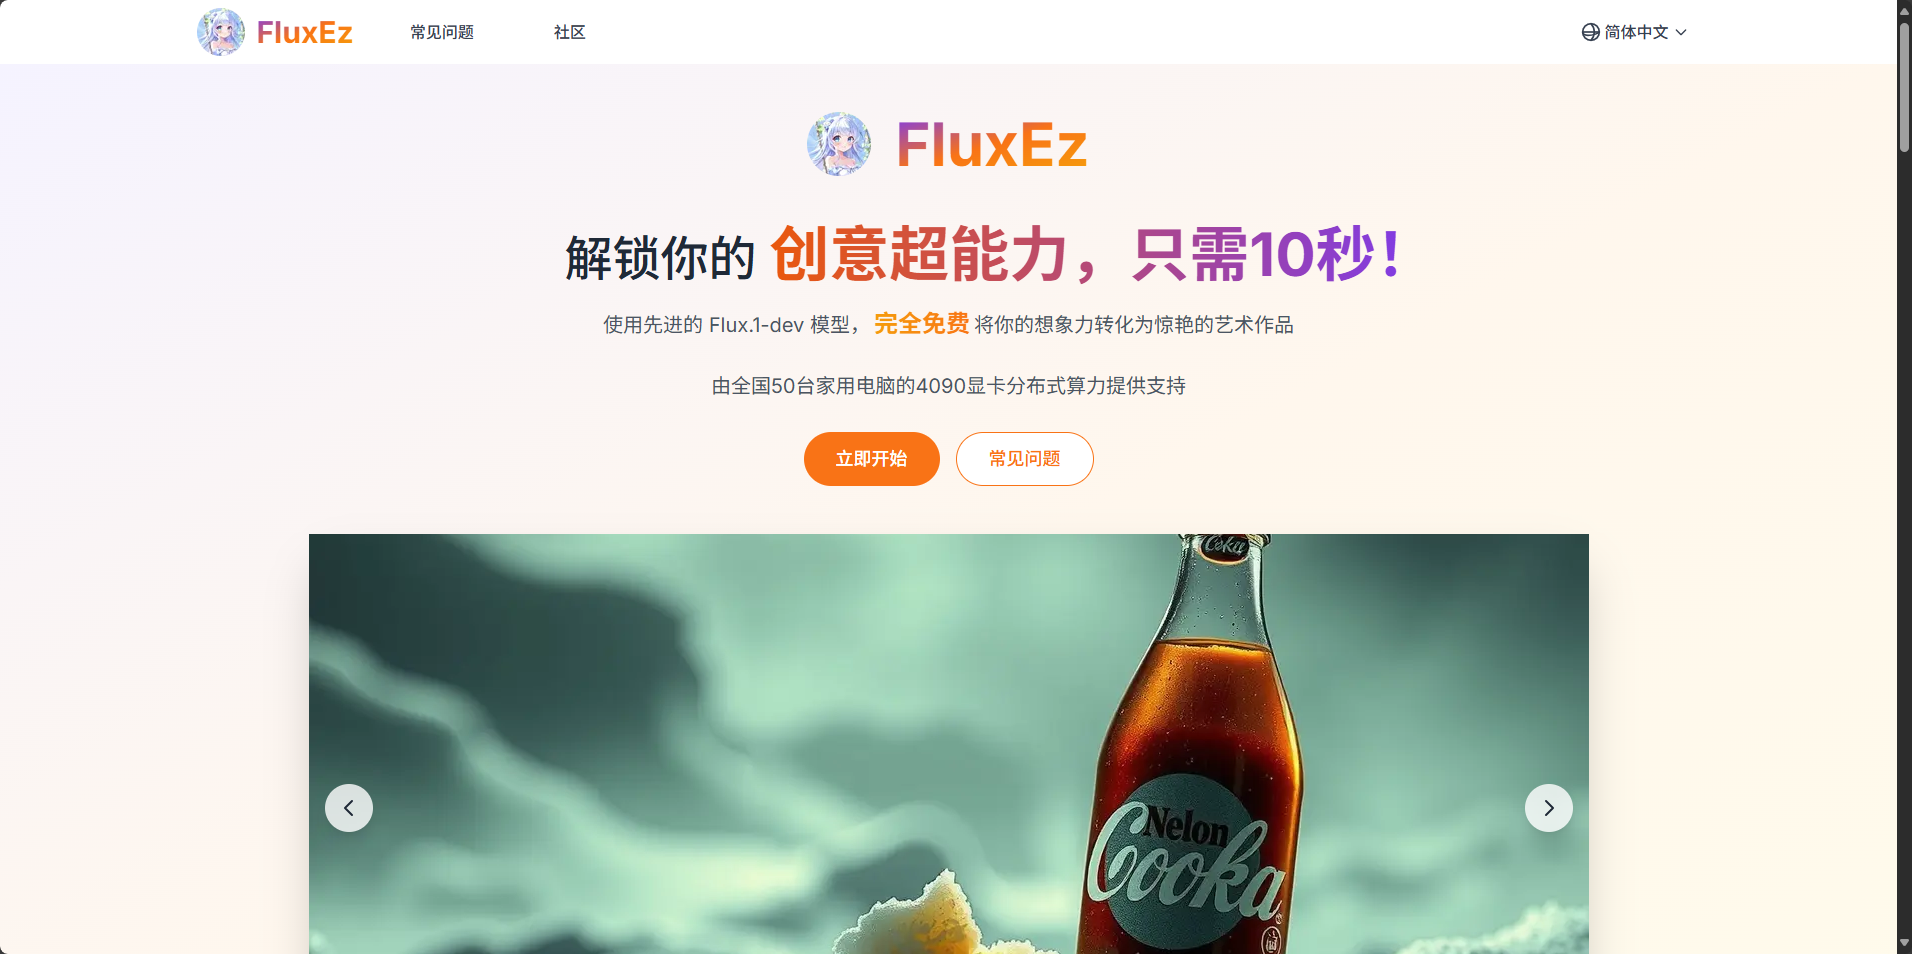 FluxEz
常见问题
社区
简体中文
FluxEz
解锁你的 创意超能力，只需10秒！
使用先进的 Flux.1-dev 模型， 完全免费 将你的想象力转化为惊艳的艺术作品
由全国50台家用电脑的4090显卡分布式算力提供支持
立即开始
常见问题
Coku
Nelon
Cooka